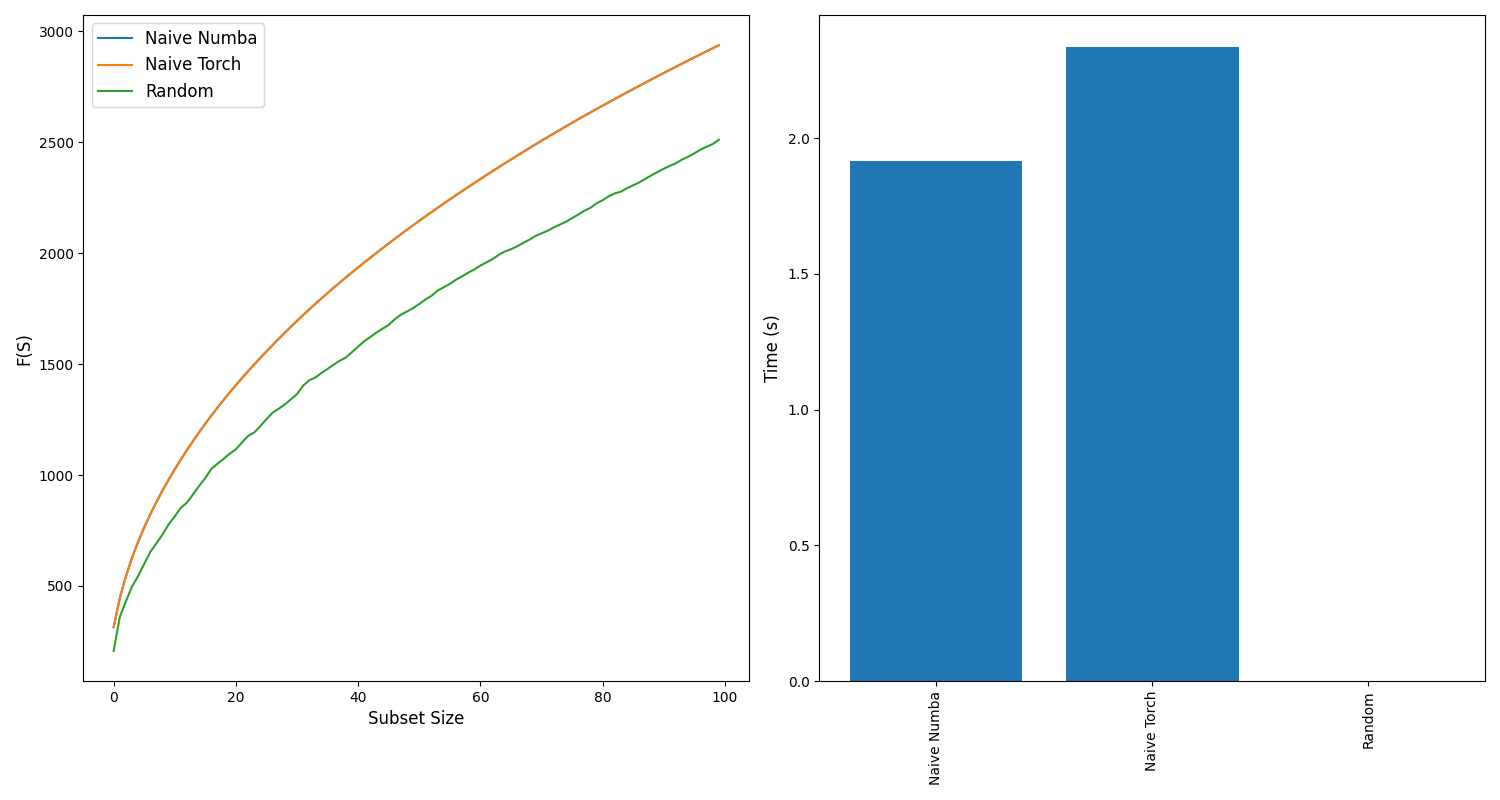 Naive Numba
Naive Torch
Random
3000
2500
2000
1500
1000
500
F(S)
0 20 40 60 80 100
Subset Size
2.0
1.5
1.0
0.5
0.0
Time (s)
Naive Numba
Naive Torch
Random